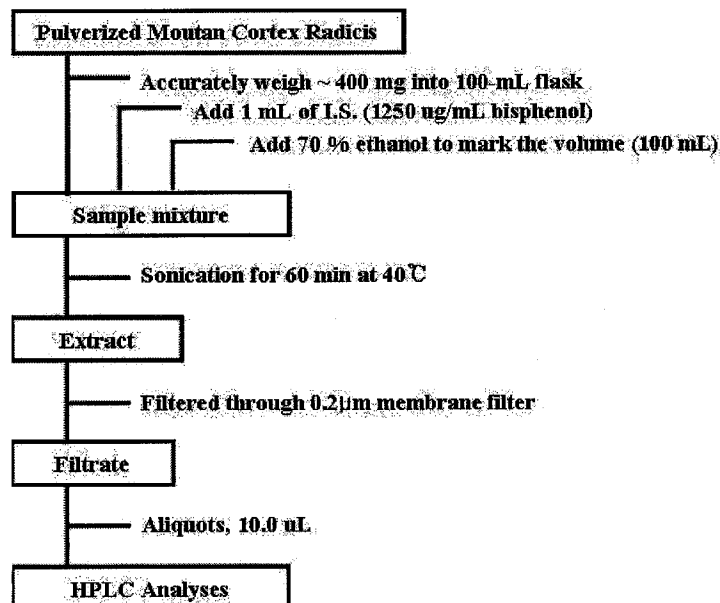 Pulverized Moutan Cortex Radicis
Accurately weigh ~ 400 mg into 100-mL flask
Add 1 mL of I.S. (1250 ug/mL bisphenol)
Add 70 % ethanol to mark the volume (100 mL)
Sample mixture
Sonication for 60 min at 40℃
Extract
Filtered through 0.2μm membrane filter
Filtrate
Aliquots, 10.0 uL
HPLC Analyses